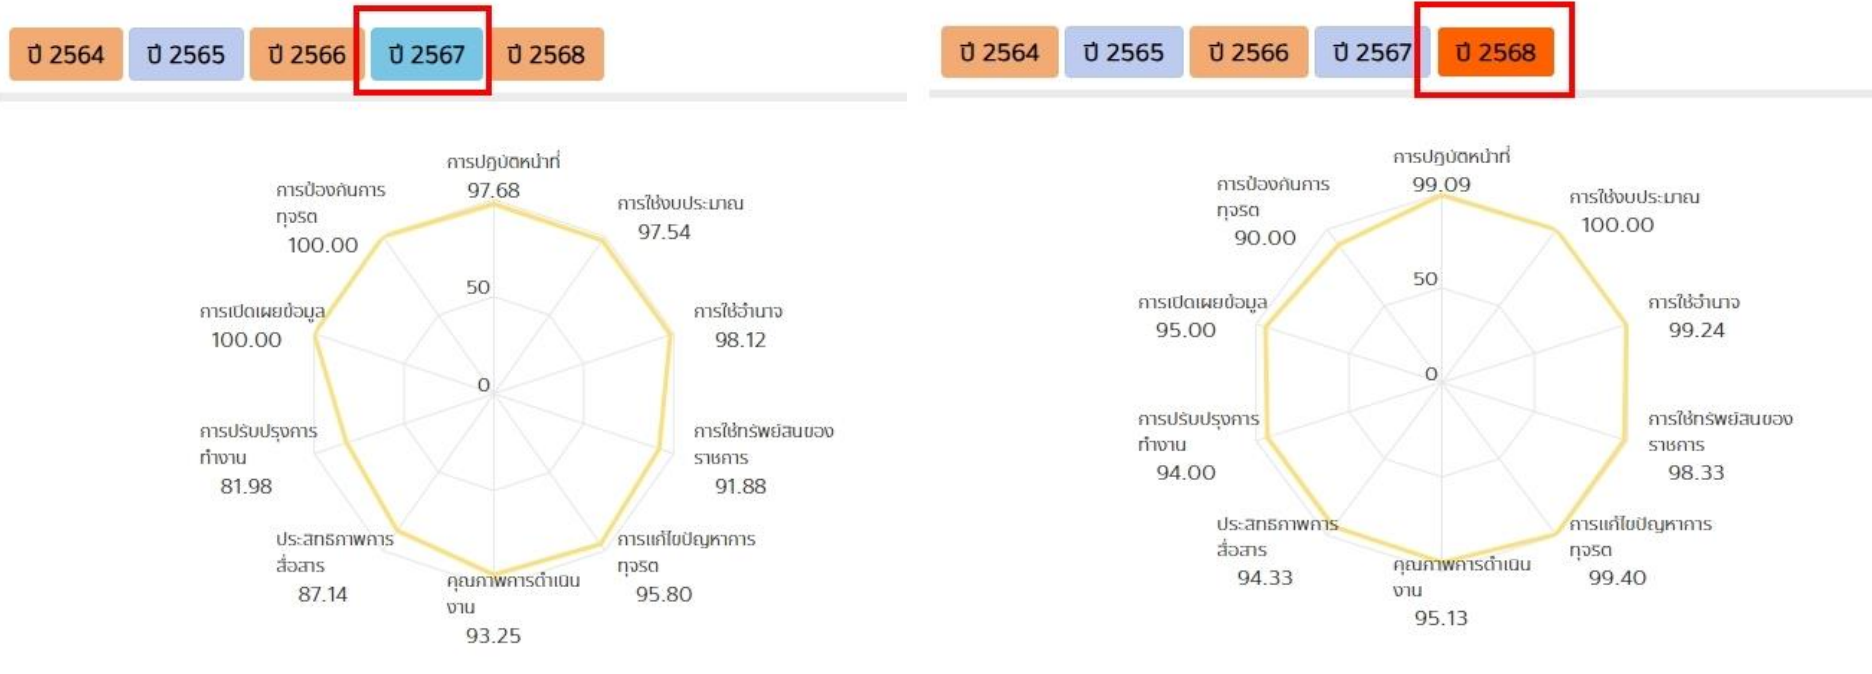 ปี 2564 ปี 2565 ปี 2566 ปี 2567 ปี 2568
การปฏิบัติหน้าที่
97.68
การใช้งบประมาณ
97.54
การใช้อำนาจ
98.12
การใช้ทรัพย์สินของ
ราชการ
91.88
การแก้ไขปัญหาการ
ทุจริต
95.80
คุณภาพการดำเนิน
งาน
93.25
ประสิทธิภาพการ
สื่อสาร
87.14
การปรับปรุงการ
ทำงาน
81.98
การเปิดเผยข้อมูล
100.00
การป้องกันการ
ทุจริต
100.00
50
0
ปี 2564 ปี 2565 ปี 2566 ปี 2567 ปี 2568
การปฏิบัติหน้าที่
99.09
การใช้งบประมาณ
100.00
การใช้อำนาจ
99.24
การใช้ทรัพย์สินของ
ราชการ
98.33
การแก้ไขปัญหาการ
ทุจริต
99.40
คุณภาพการดำเนิน
งาน
95.13
ประสิทธิภาพการ
สื่อสาร
94.33
การปรับปรุงการ
ทำงาน
94.00
การเปิดเผยข้อมูล
95.00
การป้องกันการ
ทุจริต
90.00
50
0